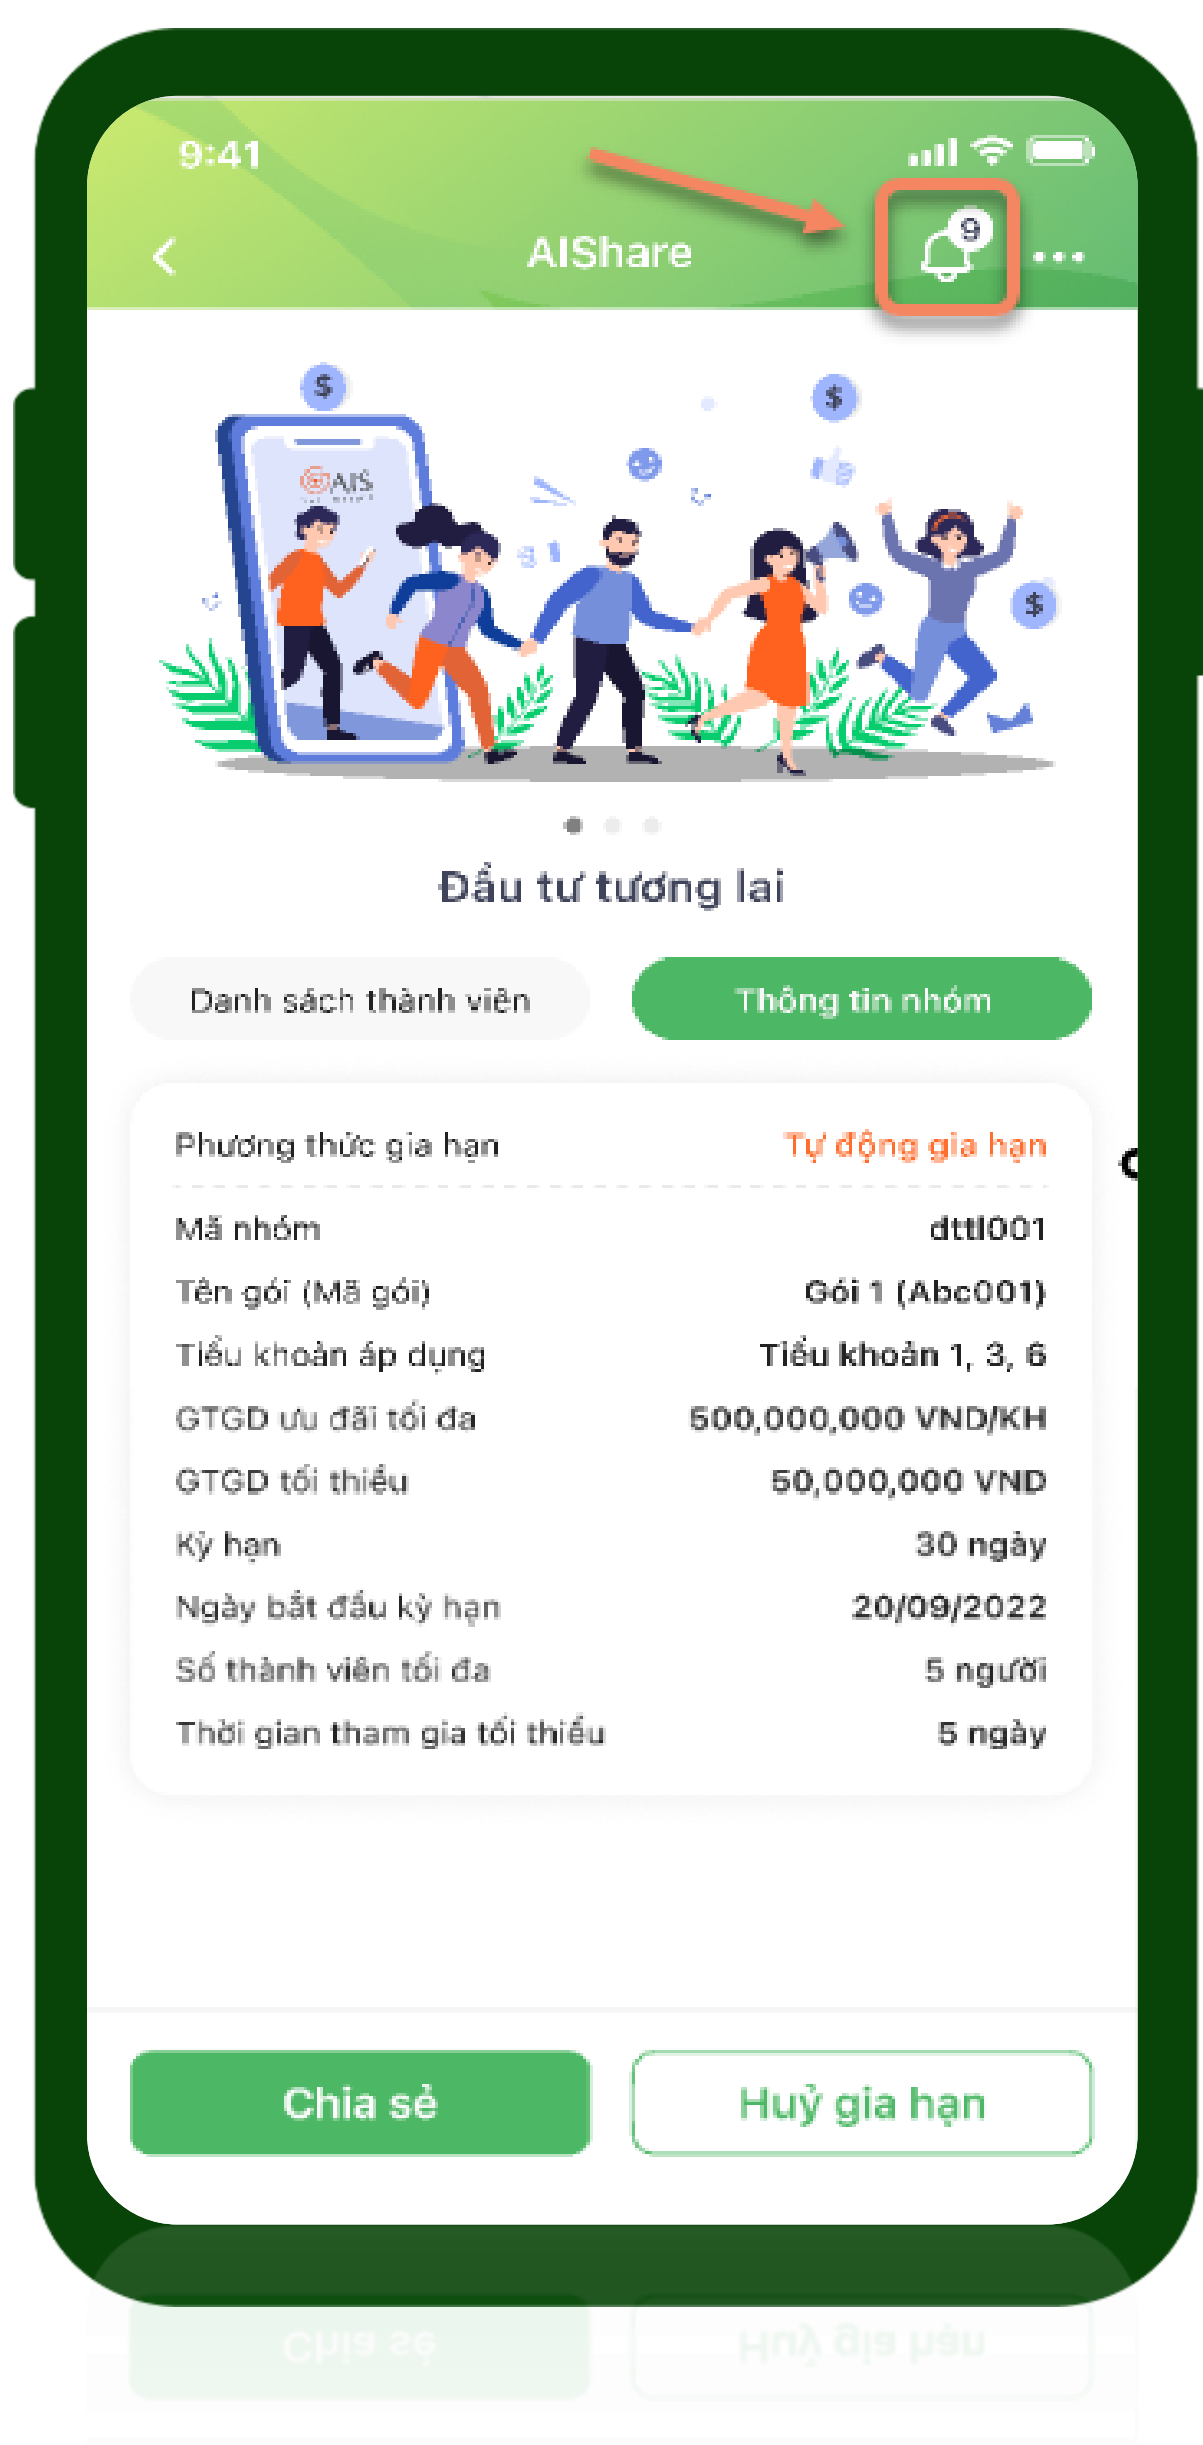 9:41
AIShare
9
$
$
AIS
$
Đầu tư tương lai
Danh sách thành viên
Thông tin nhóm
Phương thức gia hạn
Tự động gia hạn
Mã nhóm
dttl001
Tên gói (Mã gói)
Gói 1 (Abc001)
Tiểu khoản áp dụng
Tiểu khoản 1, 3, 6
GTGD ưu đãi tối đa
500,000,000 VND/KH
GTGD tối thiểu
50,000,000 VND
Kỳ hạn
30 ngày
Ngày bắt đầu kỳ hạn
20/09/2022
Số thành viên tối đa
5 người
Thời gian tham gia tối thiểu
5 ngày
Chia sẻ
Huỷ gia hạn